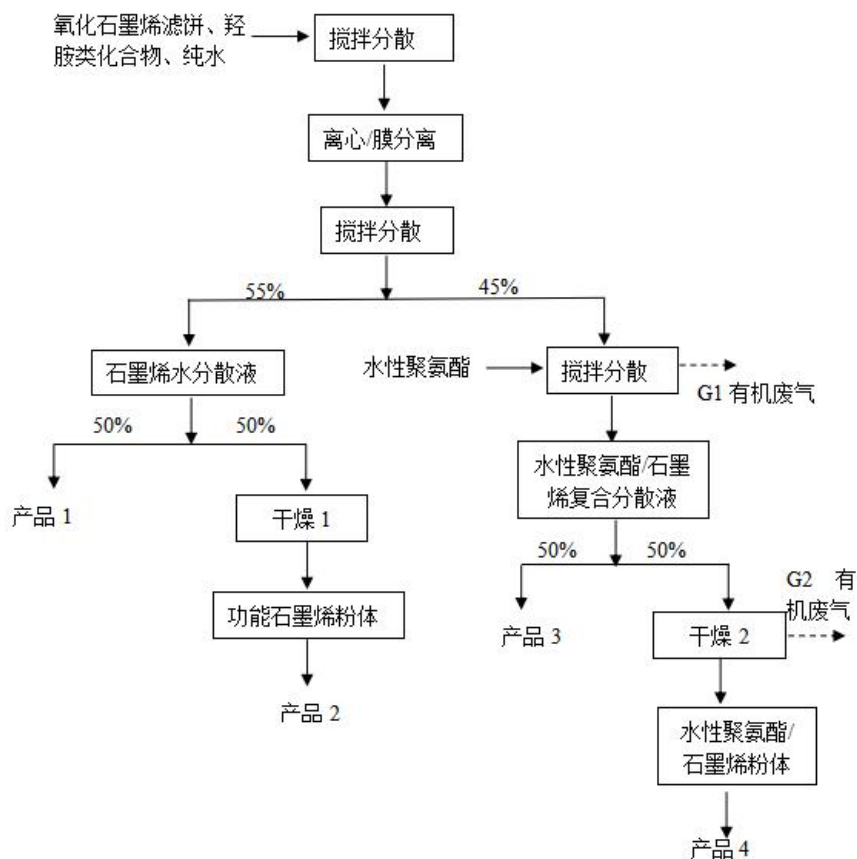 氧化石墨烯滤饼、羟
胺类化合物、纯水
搅拌分散
离心/膜分离
搅拌分散
55%
45%
石墨烯水分散液
水性聚氨酯
搅拌分散
G1 有机废气
50%
50%
水性聚氨酯/石墨
烯复合分散液
产品 1
干燥 1
50%
50%
G2 有
机废气
功能石墨烯粉体
产品 3
干燥 2
产品 2
水性聚氨酯/
石墨烯粉体
产品 4